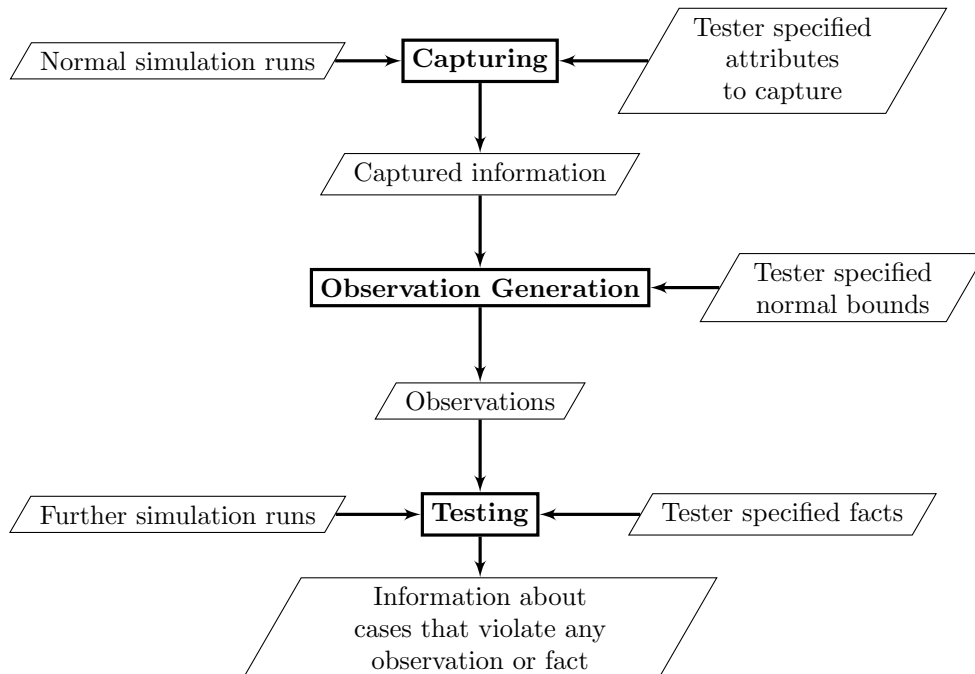 Normal simulation runs
Capturing
Tester specified
attributes
to capture
Captured information
Observation Generation
Tester specified
normal bounds
Observations
Further simulation runs
Testing
Tester specified facts
Information about
cases that violate any
observation or fact